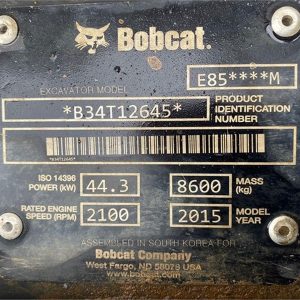 Bobcat.
EXCAVATOR MODEL E85****M
*B34T12645* PRODUCT IDENTIFICATION NUMBER
*B34T12645*
ISO 14396 POWER (kW) 44.3 8600 MASS (kg)
RATED ENGINE SPEED (RPM) 2100 2015 MODEL YEAR
ASSEMBLED IN SOUTH KOREA FOR
Bobcat Company
West Fargo, ND 58078 USA
www.bobcat.com